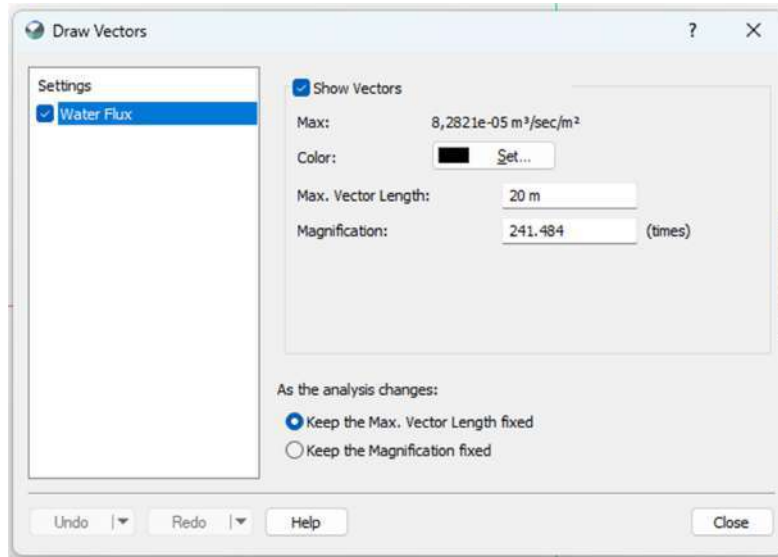 Draw Vectors
?
Settings
Water Flux
Show Vectors
Max: 8,2821e-05 m³/sec/m²
Color: Set...
Max. Vector Length: 20 m
Magnification: 241.484 (times)
As the analysis changes:
Keep the Max. Vector Length fixed
Keep the Magnification fixed
Undo Redo Help Close